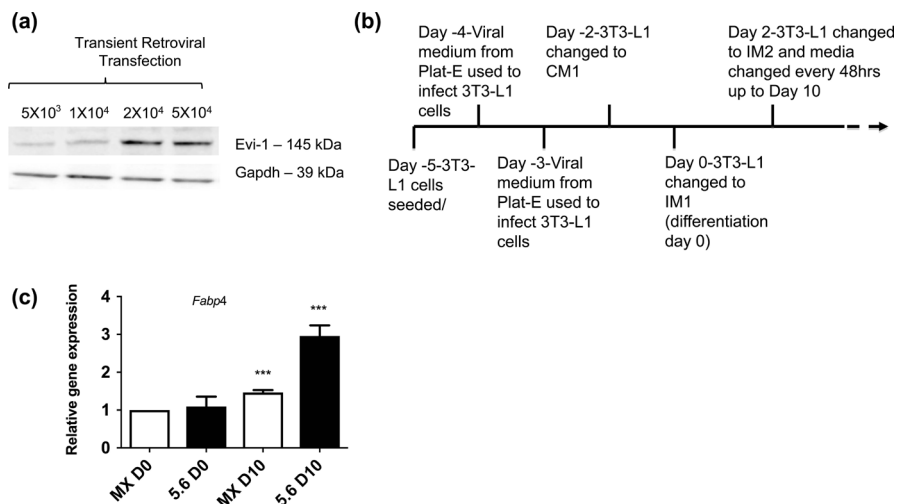 (a)
Transient Retroviral
Transfection
5X10³ 1X10⁴ 2X10⁴ 5X10⁴
Evi-1 – 145 kDa
Gapdh – 39 kDa
(b)
Day -4-Viral
medium from
Plat-E used to
infect 3T3-L1
cells
Day -2-3T3-L1
changed to
CM1
Day 2-3T3-L1 changed
to IM2 and media
changed every 48hrs
up to Day 10
Day -5-3T3-
L1 cells
seeded/
Day -3-Viral
medium from
Plat-E used to
infect 3T3-L1
cells
Day 0-3T3-L1
changed to
IM1
(differentiation
day 0)
(c)
Fabp4
Relative gene expression
4
3
2
1
0
***
***
MX D0
5.6 D0
MX D10
5.6 D10